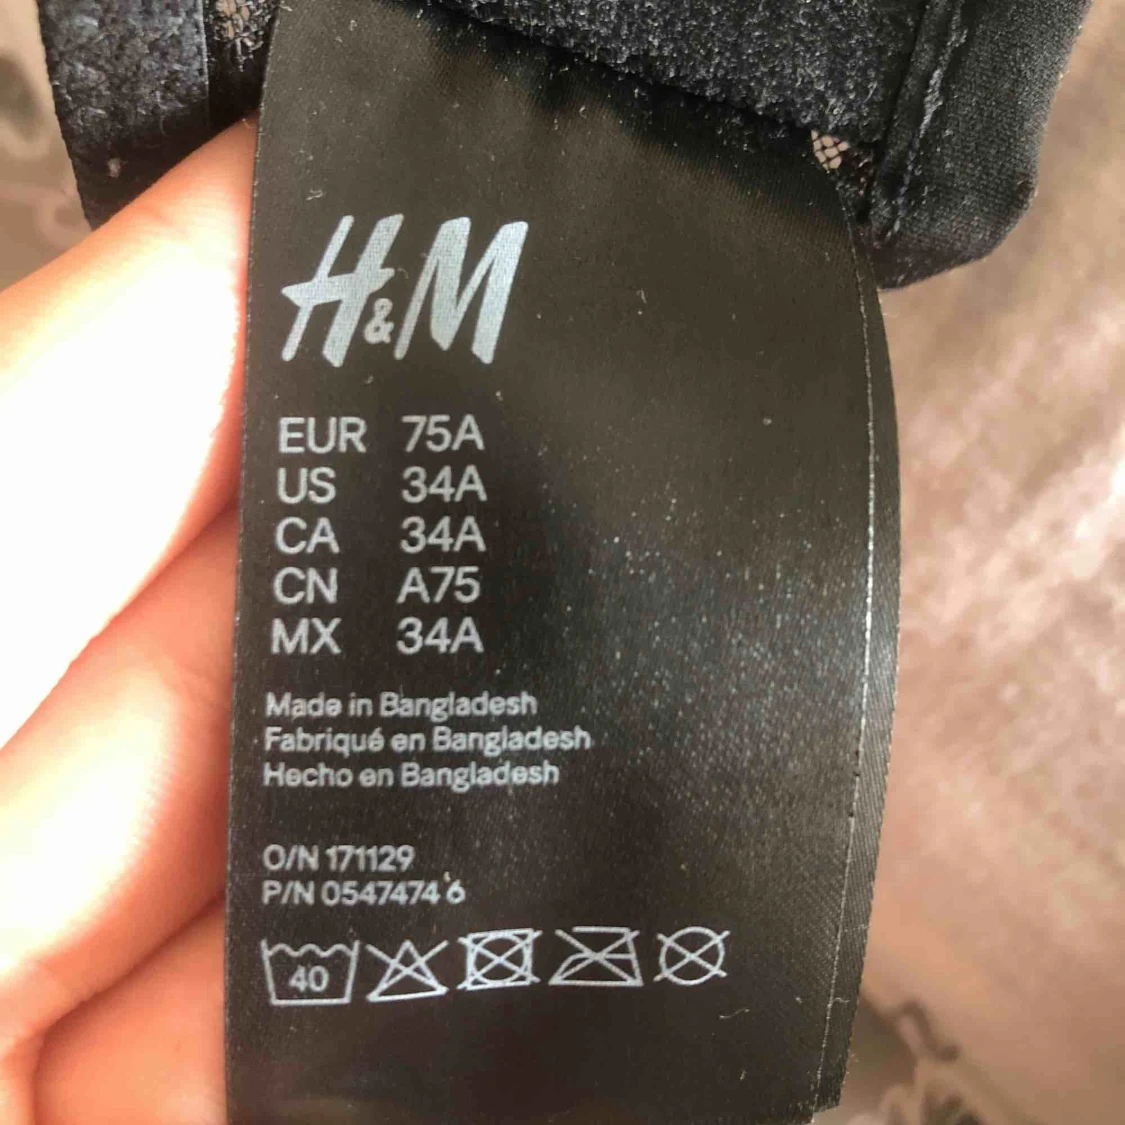 H&M
EUR 75A
US 34A
CA 34A
CN A75
MX 34A
Made in Bangladesh
Fabriqué en Bangladesh
Hecho en Bangladesh
O/N 171129
P/N 0547474 6
40